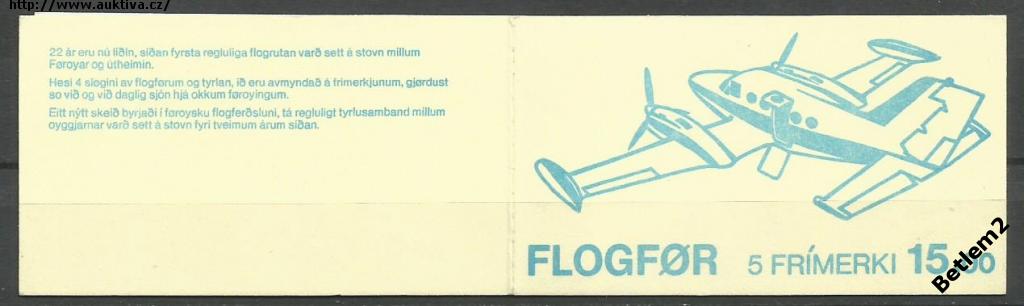 http://www.auktiva.cz/
22 ár eru nú liðin, síðan fyrsta regluliga flogrutan varð sett á stovn millum
Føroyar og útheimin.
Hesi 4 sløgini av flogførum og tyrlan, ið eru avmyndað á frímerkjunum, gjørdust
so við og við daglig sjón hjá okkum føroyingum.
Eitt nýtt skeið byrjaði í føroysku flogferðsluni, tá regluligt tyrlusamband millum
oyggjarnar varð sett á stovn fyri tveimum árum síðan.
FLOGFØR 5 FRÍMERKI 15.00
Betlem2